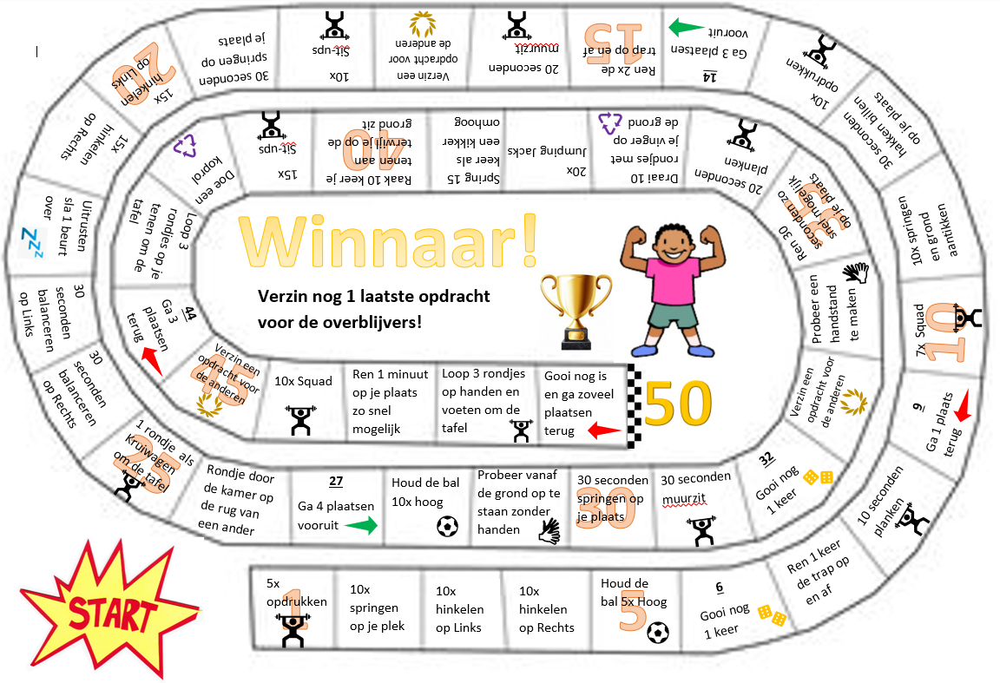 START
1
5x
opdrukken
10x
springen
op je plek
10x
hinkelen
op Links
10x
hinkelen
op Rechts
5
Houd de
bal 5x Hoog
6
Gooi nog
1 keer
Ren 1 keer
de trap op
en af
10 seconden
planken
9
Ga 1 plaats
terug
10
7x Squad
10x springen
en grond
aantikken
30 seconden
hakken billen
op je plaats
10x
opdrukken
14
Ga 3 plaatsen
vooruit
15
Ren 2x de
trap op en af
20 seconden
muurzit
Verzin een
opdracht voor
de anderen
10x
Sit-ups
30 seconden
springen op
je plaats
20
15x
hinkelen
op Links
15x
hinkelen
op Rechts
Uitrusten
sla 1 beurt
over
ZZZ
30
seconden
balanceren
op Links
30
seconden
balanceren
op Rechts
25
1 rondje als
Kruiwagen
om de tafel
Rondje door
de kamer op
de rug van
een ander
27
Ga 4 plaatsen
vooruit
Houd de bal
10x hoog
Probeer vanaf
de grond op te
staan zonder
handen
30
30 seconden
springen op
je plaats
30 seconden
muurzit
32
Gooi nog
1 keer
Verzin een
opdracht voor
de anderen
Probeer een
handstand
te maken
35
Ren 30
seconden zo
snel mogelijk
op je plaats
20 seconden
planken
Draai 10
rondjes met
je vinger op
de grond
20x
Jumping Jacks
Spring 15
keer als
een kikker
omhoog
40
Raak 10 keer je
tenen aan
terwijl je op de
grond zit
15x
Sit-ups
Doe een
koprol
Loop 3
rondjes op je
tenen om de
tafel
44
Ga 3
plaatsen
terug
45
Verzin een
opdracht voor
de anderen
10x Squad
Ren 1 minuut
op je plaats
zo snel
mogelijk
Loop 3 rondjes
op handen en
voeten om de
tafel
Gooi nog is
en ga zoveel
plaatsen
terug
50
Winnaar!
Verzin nog 1 laatste opdracht
voor de overblijvers!